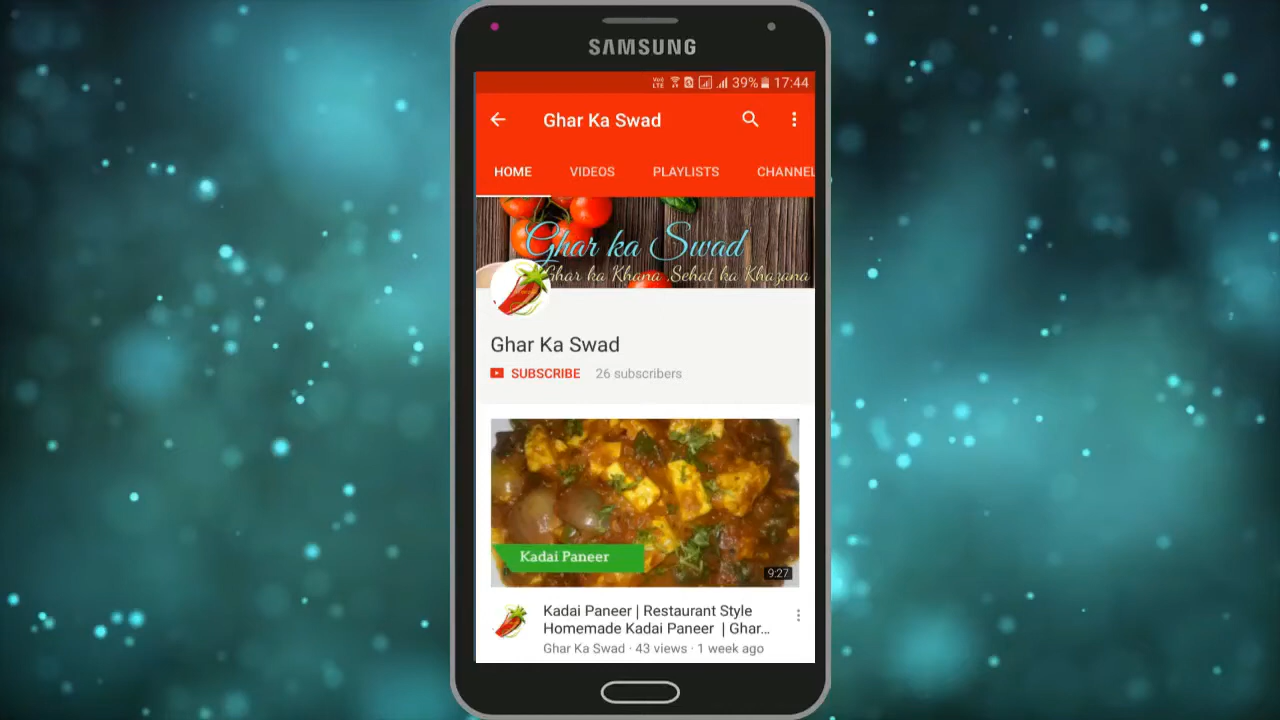 SAMSUNG
VoLTE 39% 17:44
Ghar Ka Swad
HOME VIDEOS PLAYLISTS CHANNEL
Ghar ka Swad
Ghar ka Khana ,Sehat ka Khazana
Ghar Ka Swad
SUBSCRIBE 26 subscribers
Kadai Paneer
9:27
Kadai Paneer | Restaurant Style
Homemade Kadai Paneer | Ghar...
Ghar Ka Swad · 43 views · 1 week ago